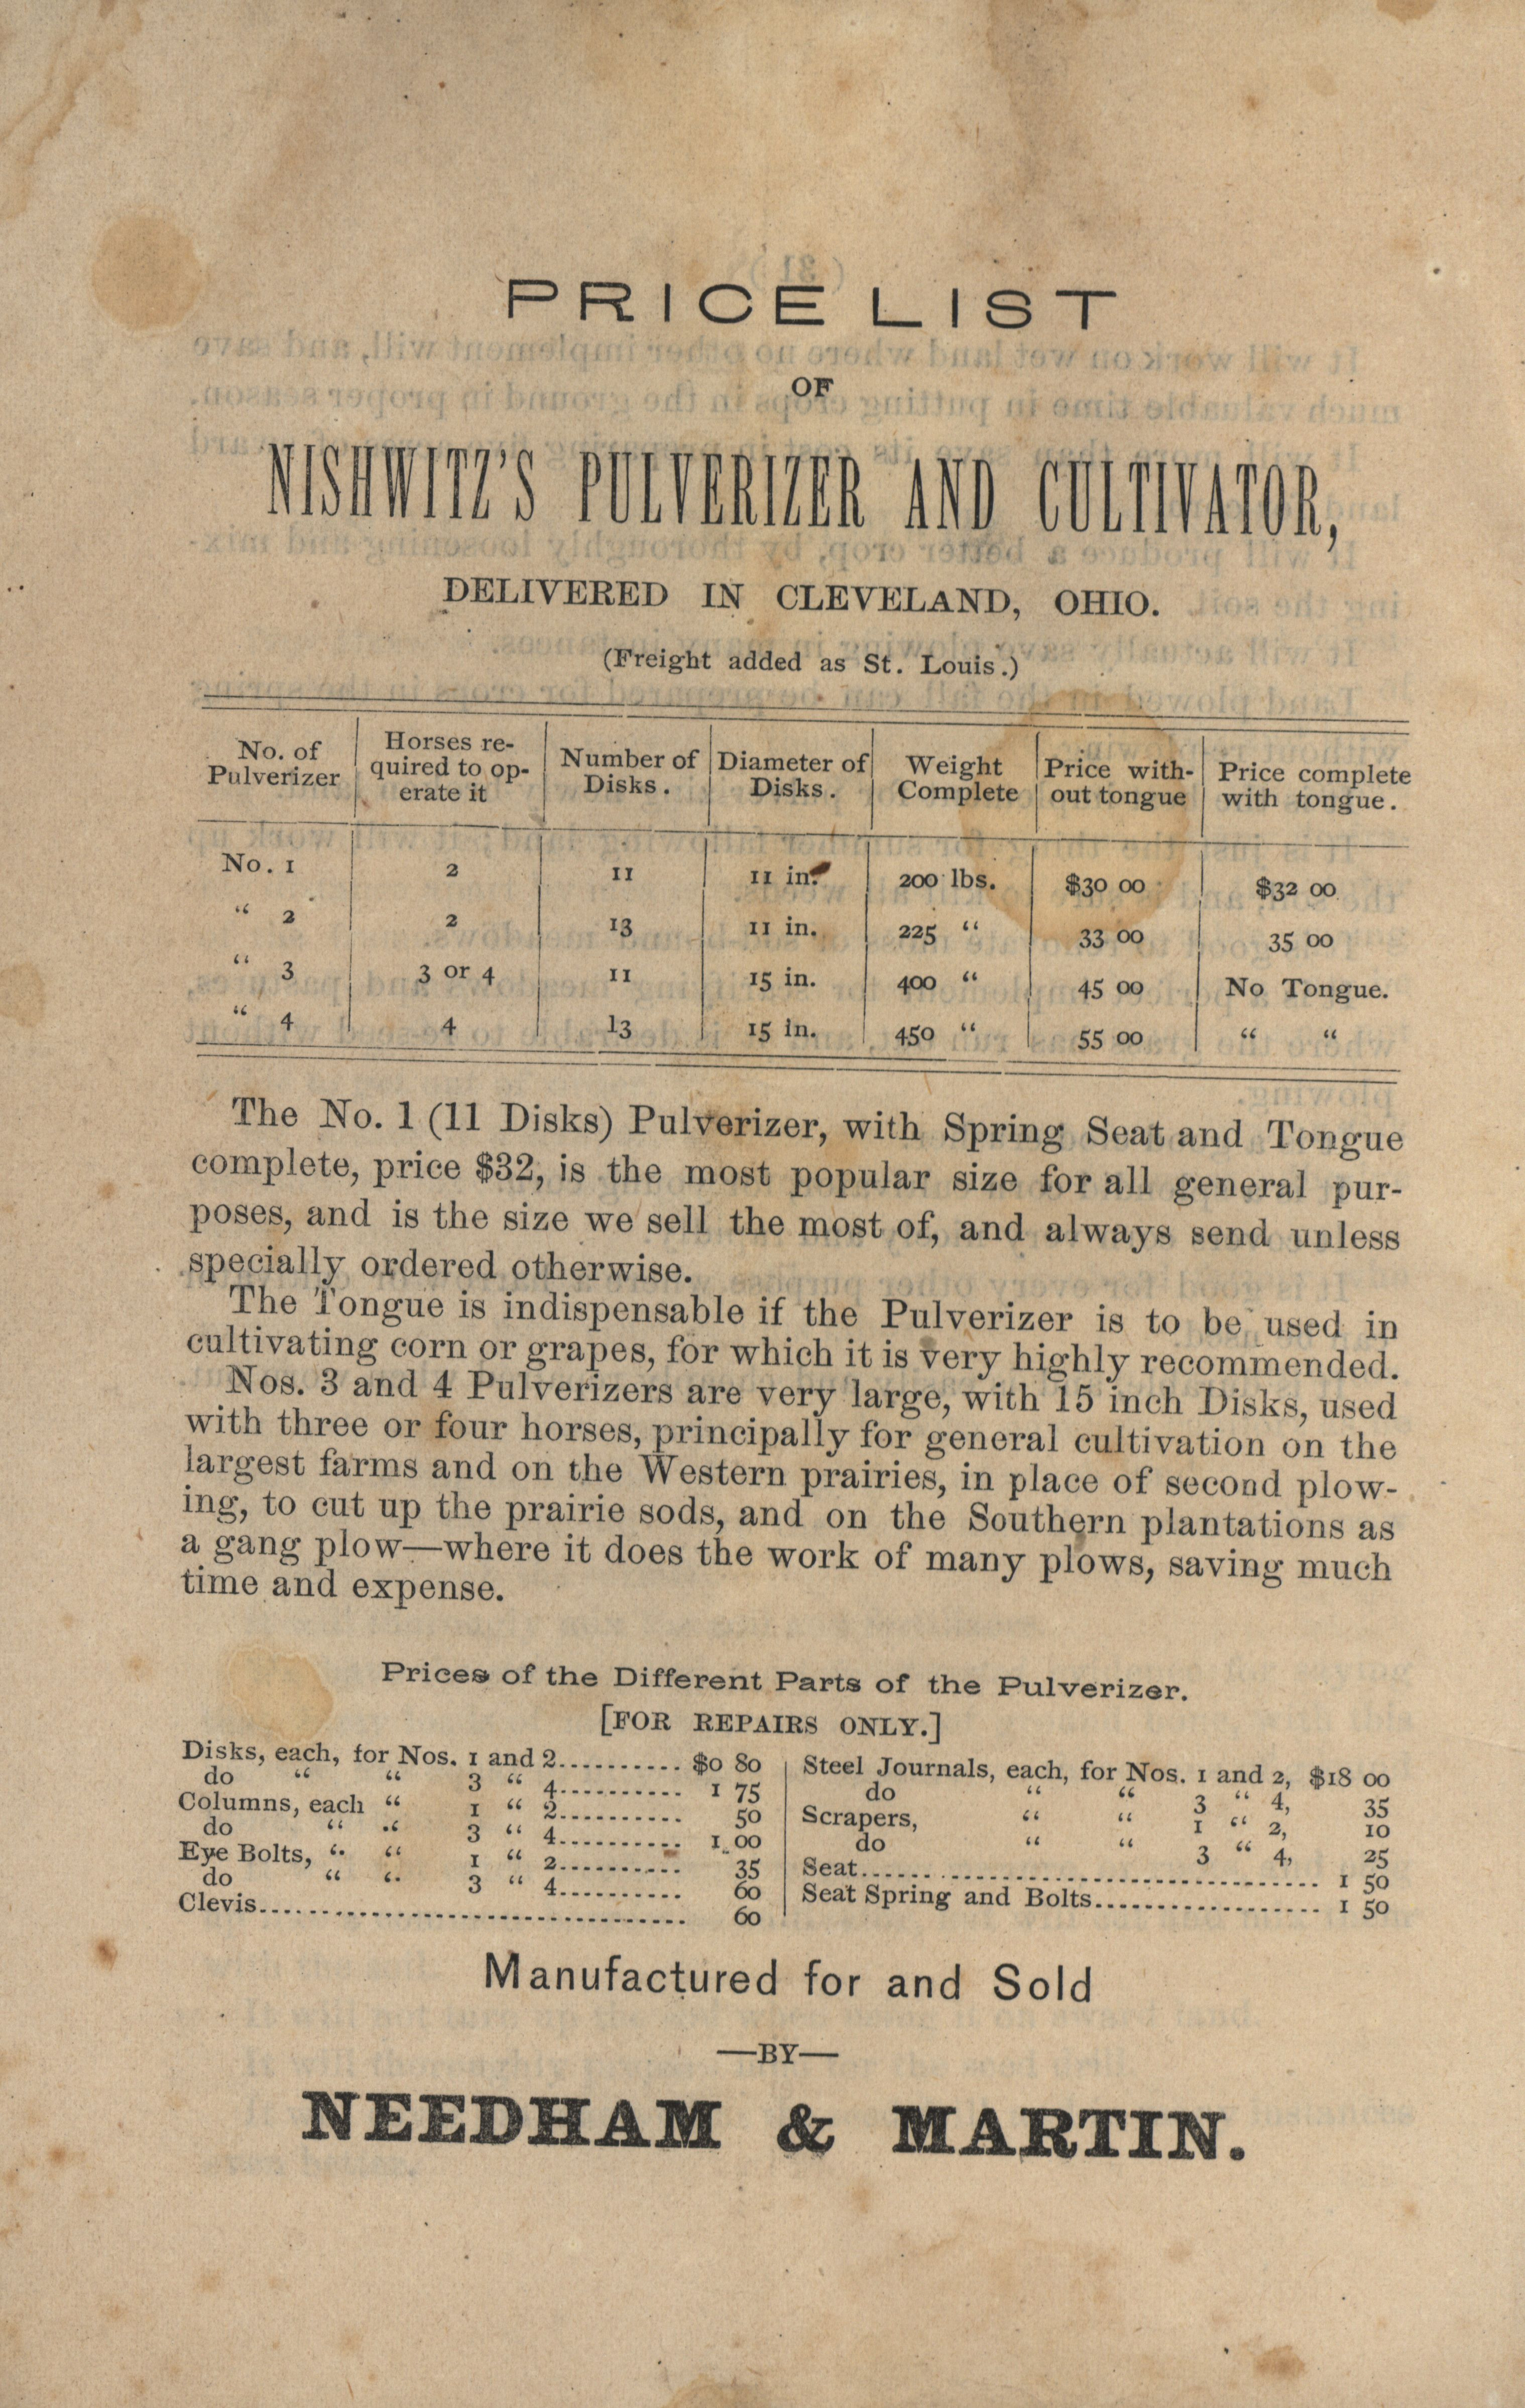 PRICE LIST
OF
NISHWITZ'S PULVERIZER AND CULTIVATOR,
DELIVERED IN CLEVELAND, OHIO.
(Freight added as St. Louis.)
No. of Pulverizer | Horses re-quired to op-erate it | Number of Disks. | Diameter of Disks. | Weight Complete | Price with-out tongue | Price complete with tongue.
No. 1 | 2 | 11 | 11 in. | 200 lbs. | $30 00 | $32 00
“ 2 | 2 | 13 | 11 in. | 225 “ | 33 00 | 35 00
“ 3 | 3 or 4 | 11 | 15 in. | 400 “ | 45 00 | No Tongue.
“ 4 | 4 | 13 | 15 in. | 450 “ | 55 00 | “ “
The No. 1 (11 Disks) Pulverizer, with Spring Seat and Tongue
complete, price $32, is the most popular size for all general pur-
poses, and is the size we sell the most of, and always send unless
specially ordered otherwise.
The Tongue is indispensable if the Pulverizer is to be used in
cultivating corn or grapes, for which it is very highly recommended.
Nos. 3 and 4 Pulverizers are very large, with 15 inch Disks, used
with three or four horses, principally for general cultivation on the
largest farms and on the Western prairies, in place of second plow-
ing, to cut up the prairie sods, and on the Southern plantations as
a gang plow—where it does the work of many plows, saving much
time and expense.
Prices of the Different Parts of the Pulverizer.
[FOR REPAIRS ONLY.]
Disks, each, for Nos. 1 and 2.......... $0 80
do “ “ 3 “ 4.......... 1 75
Columns, each “ 1 “ 2.......... 50
do “ “ 3 “ 4.......... 1.00
Eye Bolts, “ “ 1 “ 2.......... 35
do “ “ 3 “ 4.......... 60
Clevis.................................. 60
Steel Journals, each, for Nos. 1 and 2, $18 00
do “ “ 3 “ 4, 35
Scrapers, “ “ 1 “ 2, 10
do “ “ 3 “ 4, 25
Seat...................................... 1 50
Seat Spring and Bolts.................. 1 50
Manufactured for and Sold
—BY—
NEEDHAM & MARTIN.